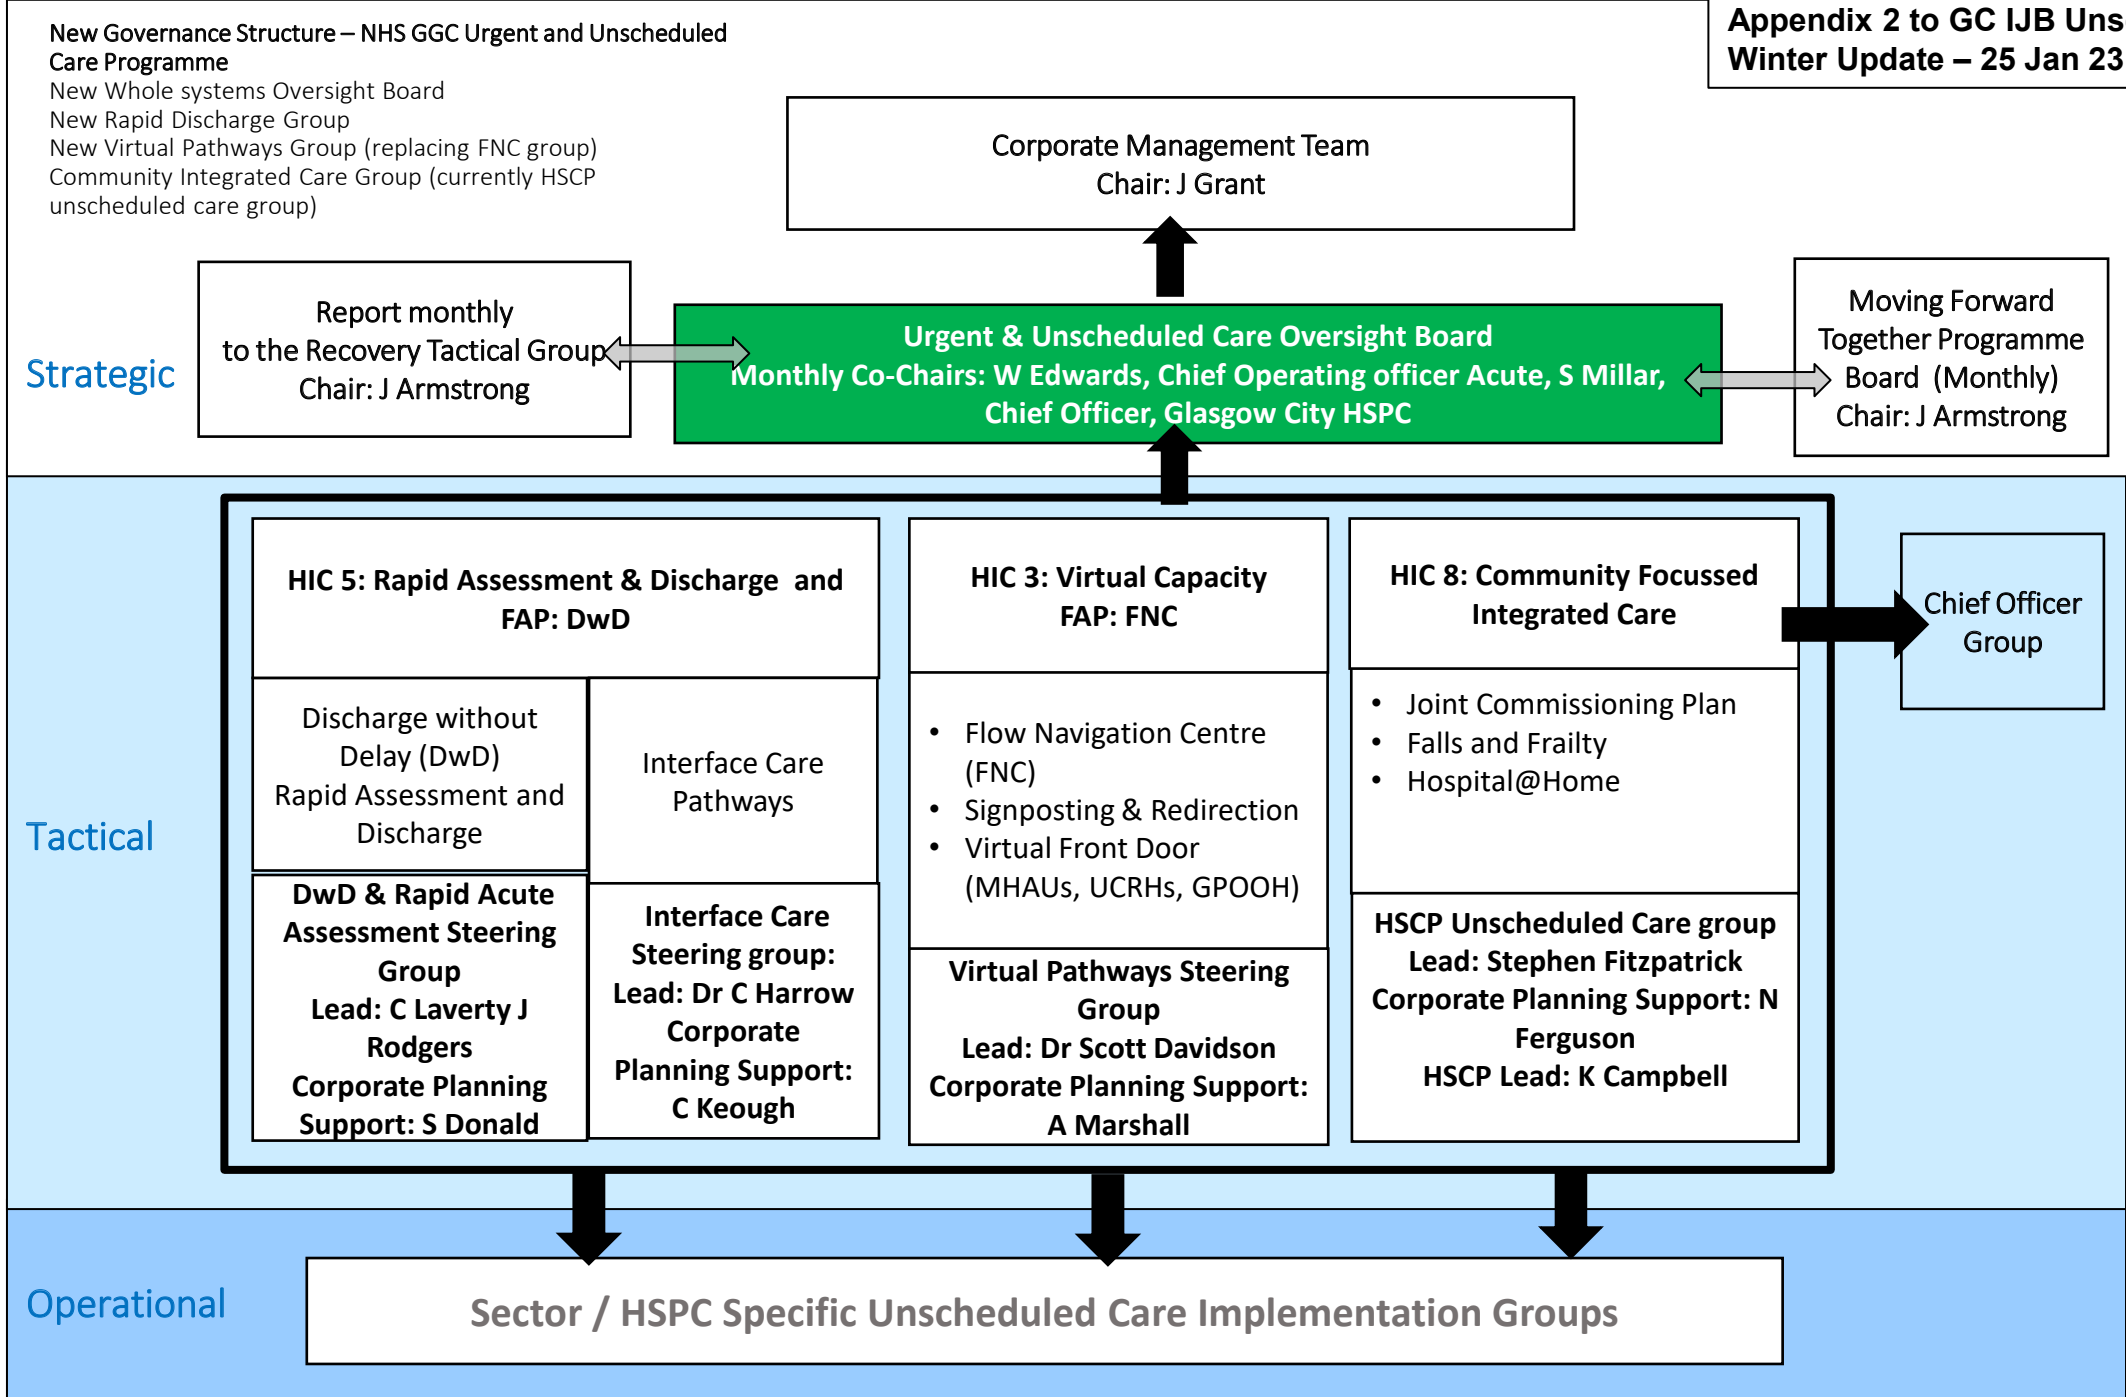 New Governance Structure – NHS GGC Urgent and Unscheduled
Care Programme
New Whole systems Oversight Board
New Rapid Discharge Group
New Virtual Pathways Group (replacing FNC group)
Community Integrated Care Group (currently HSCP
unscheduled care group)
Appendix 2 to GC IJB Uns
Winter Update – 25 Jan 23
Corporate Management Team
Chair: J Grant
Strategic
Report monthly
to the Recovery Tactical Group
Chair: J Armstrong
Urgent & Unscheduled Care Oversight Board
Monthly Co-Chairs: W Edwards, Chief Operating officer Acute, S Millar,
Chief Officer, Glasgow City HSPC
Moving Forward
Together Programme
Board (Monthly)
Chair: J Armstrong
Tactical
HIC 5: Rapid Assessment & Discharge and
FAP: DwD
Discharge without
Delay (DwD)
Rapid Assessment and
Discharge
DwD & Rapid Acute
Assessment Steering
Group
Lead: C Laverty J
Rodgers
Corporate Planning
Support: S Donald
Interface Care
Pathways
Interface Care
Steering group:
Lead: Dr C Harrow
Corporate
Planning Support:
C Keough
HIC 3: Virtual Capacity
FAP: FNC
• Flow Navigation Centre
(FNC)
• Signposting & Redirection
• Virtual Front Door
(MHAUs, UCRHs, GPOOH)
Virtual Pathways Steering
Group
Lead: Dr Scott Davidson
Corporate Planning Support:
A Marshall
HIC 8: Community Focussed
Integrated Care
• Joint Commissioning Plan
• Falls and Frailty
• Hospital@Home
HSCP Unscheduled Care group
Lead: Stephen Fitzpatrick
Corporate Planning Support: N
Ferguson
HSCP Lead: K Campbell
Chief Officer
Group
Operational
Sector / HSPC Specific Unscheduled Care Implementation Groups